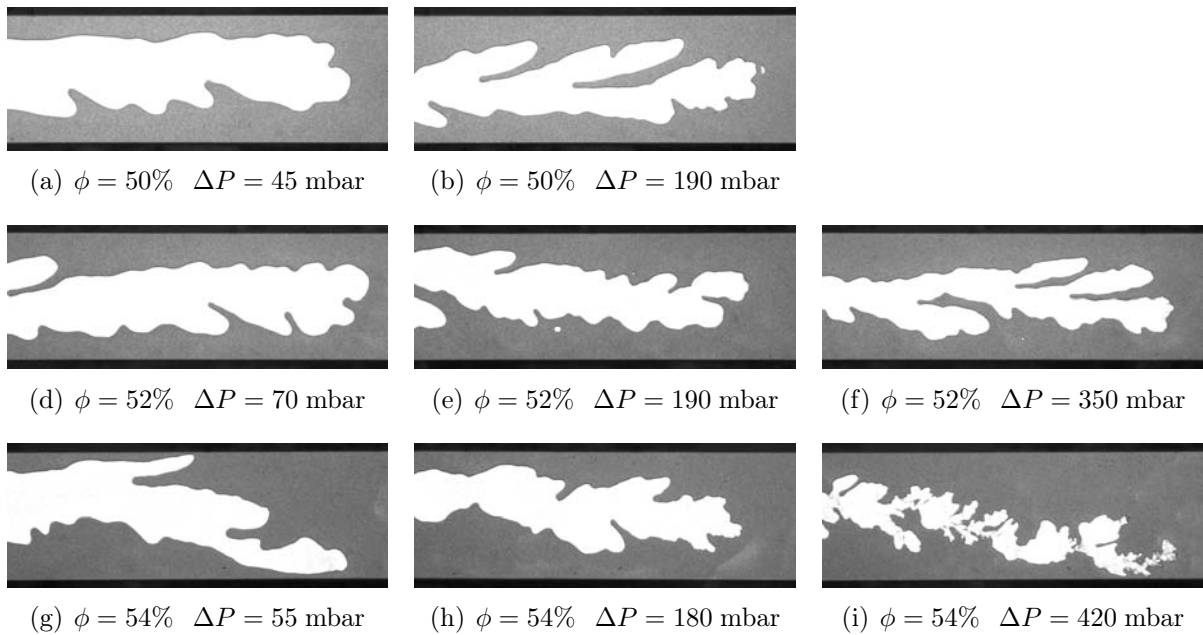 (a) ϕ = 50% ΔP = 45 mbar
(b) ϕ = 50% ΔP = 190 mbar
(d) ϕ = 52% ΔP = 70 mbar
(e) ϕ = 52% ΔP = 190 mbar
(f) ϕ = 52% ΔP = 350 mbar
(g) ϕ = 54% ΔP = 55 mbar
(h) ϕ = 54% ΔP = 180 mbar
(i) ϕ = 54% ΔP = 420 mbar